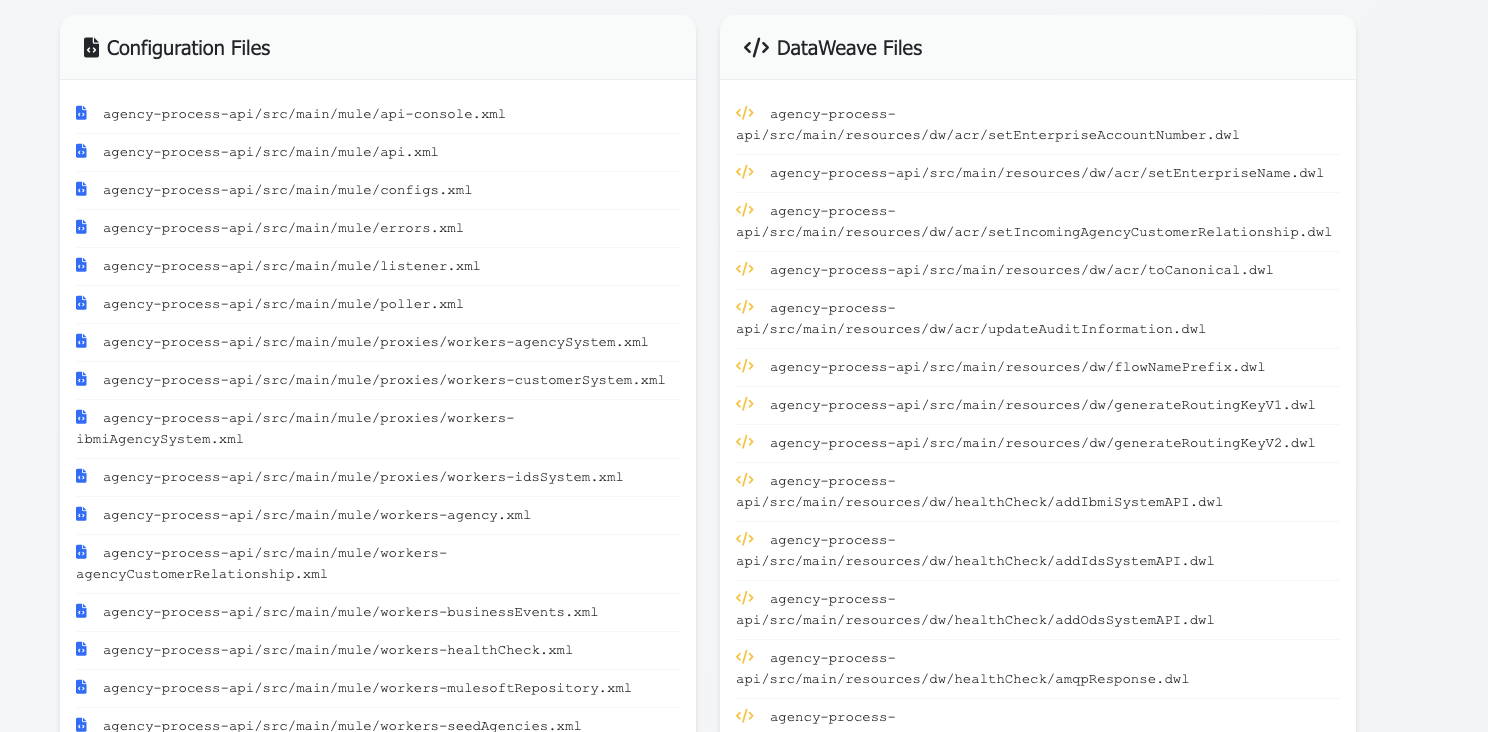 Configuration Files
agency-process-api/src/main/mule/api-console.xml
agency-process-api/src/main/mule/api.xml
agency-process-api/src/main/mule/configs.xml
agency-process-api/src/main/mule/errors.xml
agency-process-api/src/main/mule/listener.xml
agency-process-api/src/main/mule/poller.xml
agency-process-api/src/main/mule/proxies/workers-agencySystem.xml
agency-process-api/src/main/mule/proxies/workers-customerSystem.xml
agency-process-api/src/main/mule/proxies/workers-
ibmiAgencySystem.xml
agency-process-api/src/main/mule/proxies/workers-idsSystem.xml
agency-process-api/src/main/mule/workers-agency.xml
agency-process-api/src/main/mule/workers-
agencyCustomerRelationship.xml
agency-process-api/src/main/mule/workers-businessEvents.xml
agency-process-api/src/main/mule/workers-healthCheck.xml
agency-process-api/src/main/mule/workers-mulesoftRepository.xml
agency-process-api/src/main/mule/workers-seedAgencies.xml
DataWeave Files
agency-process-
api/src/main/resources/dw/acr/setEnterpriseAccountNumber.dwl
agency-process-api/src/main/resources/dw/acr/setEnterpriseName.dwl
agency-process-
api/src/main/resources/dw/acr/setIncomingAgencyCustomerRelationship.dwl
agency-process-api/src/main/resources/dw/acr/toCanonical.dwl
agency-process-
api/src/main/resources/dw/acr/updateAuditInformation.dwl
agency-process-api/src/main/resources/dw/flowNamePrefix.dwl
agency-process-api/src/main/resources/dw/generateRoutingKeyV1.dwl
agency-process-api/src/main/resources/dw/generateRoutingKeyV2.dwl
agency-process-
api/src/main/resources/dw/healthCheck/addIbmiSystemAPI.dwl
agency-process-
api/src/main/resources/dw/healthCheck/addIdsSystemAPI.dwl
agency-process-
api/src/main/resources/dw/healthCheck/addOdsSystemAPI.dwl
agency-process-
api/src/main/resources/dw/healthCheck/amqpResponse.dwl
agency-process-